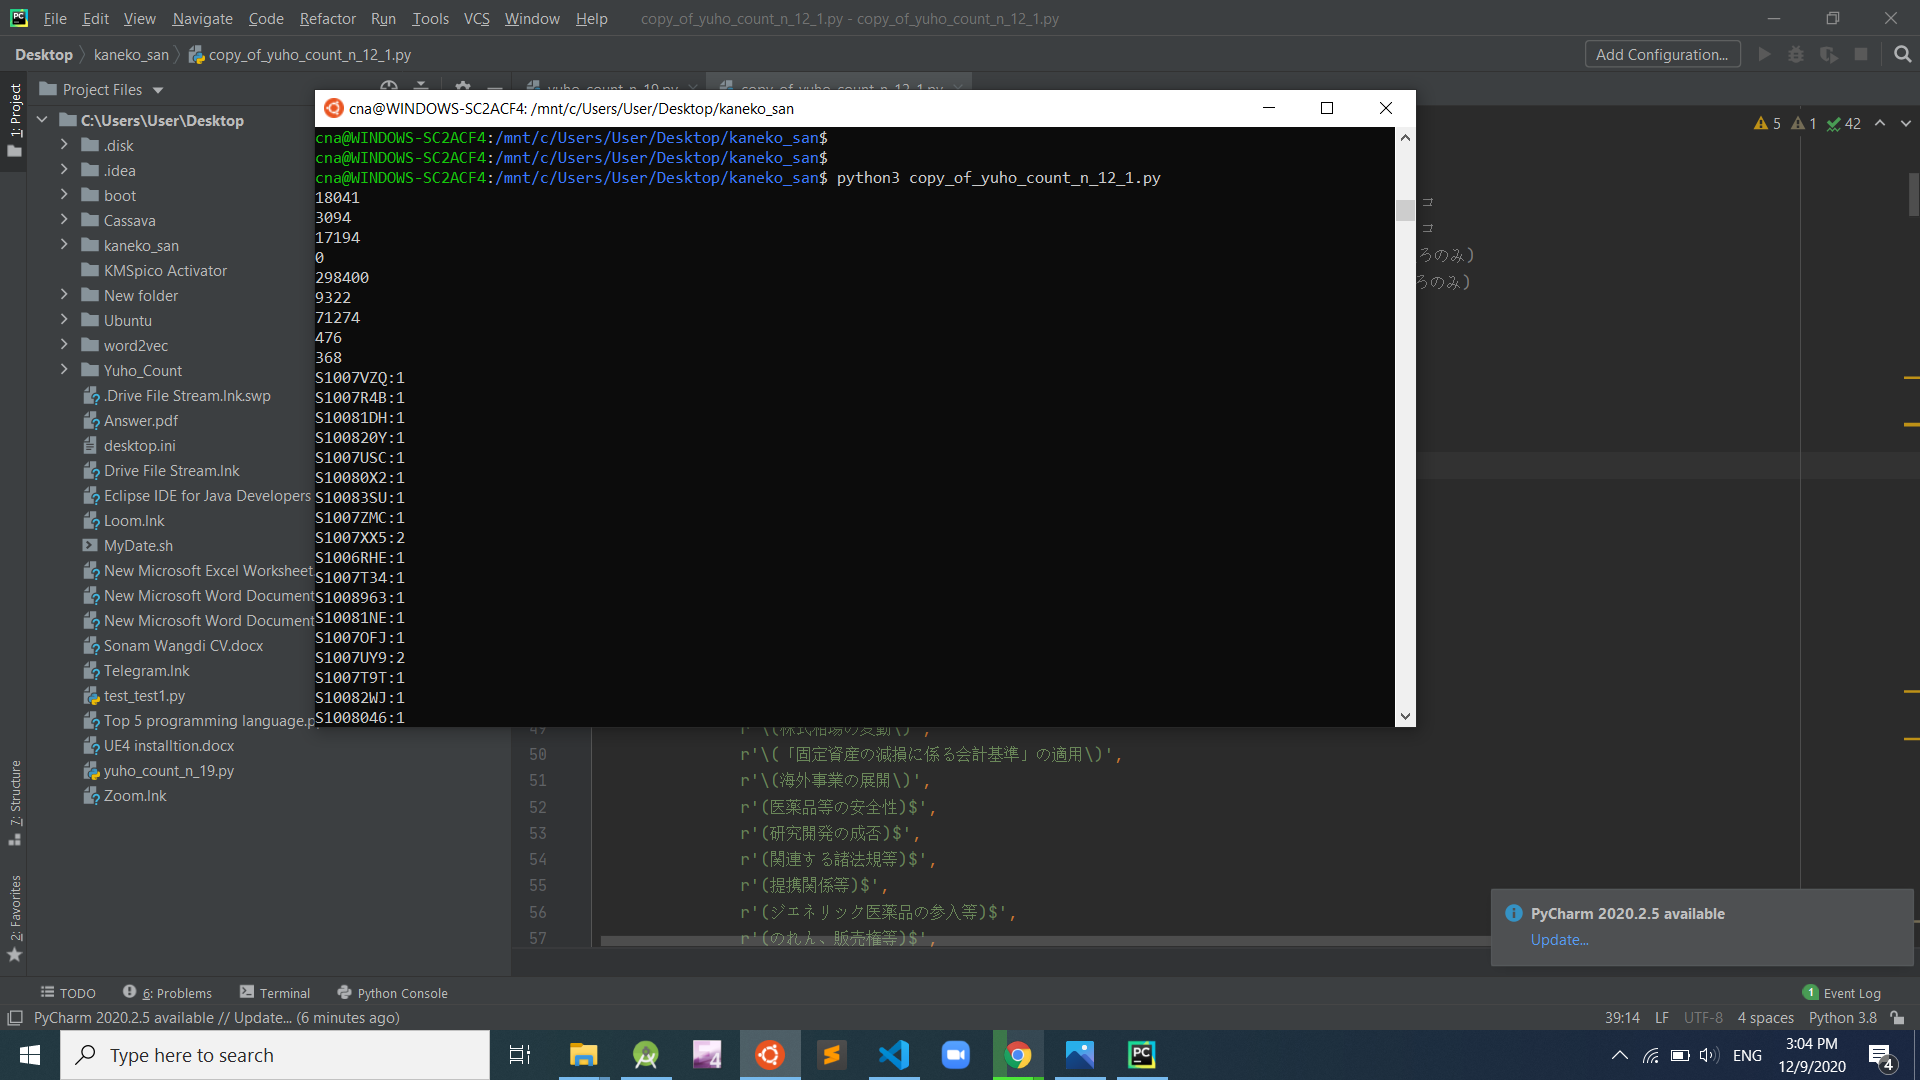 File Edit View Navigate Code Refactor Run Tools VCS Window Help copy_of_yuho_count_n_12_1.py - copy_of_yuho_count_n_12_1.py
Desktop kaneko_san copy_of_yuho_count_n_12_1.py Add Configuration...
1: Project
Project Files
C:\Users\User\Desktop
.disk
.idea
boot
Cassava
kaneko_san
KMSpico Activator
New folder
Ubuntu
word2vec
Yuho_Count
.Drive File Stream.lnk.swp
Answer.pdf
desktop.ini
Drive File Stream.lnk
Eclipse IDE for Java Developers
Loom.lnk
MyDate.sh
New Microsoft Excel Worksheet
New Microsoft Word Document
New Microsoft Word Document
Sonam Wangdi CV.docx
Telegram.lnk
test_test1.py
Top 5 programming language.p
UE4 installtion.docx
yuho_count_n_19.py
Zoom.lnk
7: Structure
2: Favorites
cna@WINDOWS-SC2ACF4: /mnt/c/Users/User/Desktop/kaneko_san
cna@WINDOWS-SC2ACF4:/mnt/c/Users/User/Desktop/kaneko_san$
cna@WINDOWS-SC2ACF4:/mnt/c/Users/User/Desktop/kaneko_san$
cna@WINDOWS-SC2ACF4:/mnt/c/Users/User/Desktop/kaneko_san$ python3 copy_of_yuho_count_n_12_1.py
18041
3094
17194
0
298400
9322
71274
476
368
S1007VZQ:1
S1007R4B:1
S10081DH:1
S100820Y:1
S1007USC:1
S10080X2:1
S10083SU:1
S1007ZMC:1
S1007XX5:2
S1006RHE:1
S1007T34:1
S1008963:1
S10081NE:1
S1007OFJ:1
S1007UY9:2
S1007T9T:1
S10082WJ:1
S1008046:1
5 1 42
コ
コ
ろのみ)
ろのみ)
49 r'\(株式相場の変動\)',
50 r'\(「固定資産の減損に係る会計基準」の適用\)',
51 r'\(海外事業の展開\)',
52 r'(医薬品等の安全性)$',
53 r'(研究開発の成否)$',
54 r'(関連する諸法規等)$',
55 r'(提携関係等)$',
56 r'(ジエネリック医薬品の参入等)$',
57 r'(のれん、販売権等)$',
PyCharm 2020.2.5 available
Update...
TODO 6: Problems Terminal Python Console 1 Event Log
PyCharm 2020.2.5 available // Update... (6 minutes ago) 39:14 LF UTF-8 4 spaces Python 3.8
Type here to search
ENG
3:04 PM
12/9/2020
4